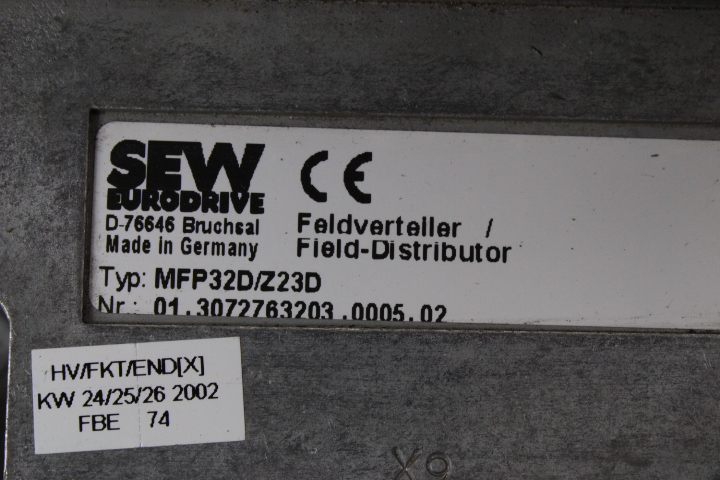 SEW
EURODRIVE
D-76646 Bruchsal
Made in Germany
CE
Feldverteiler /
Field-Distributor
Typ: MFP32D/Z23D
Nr.: 01.3072763203.0005.02
HV/FKT/END[X]
KW 24/25/26 2002
FBE 74
X9